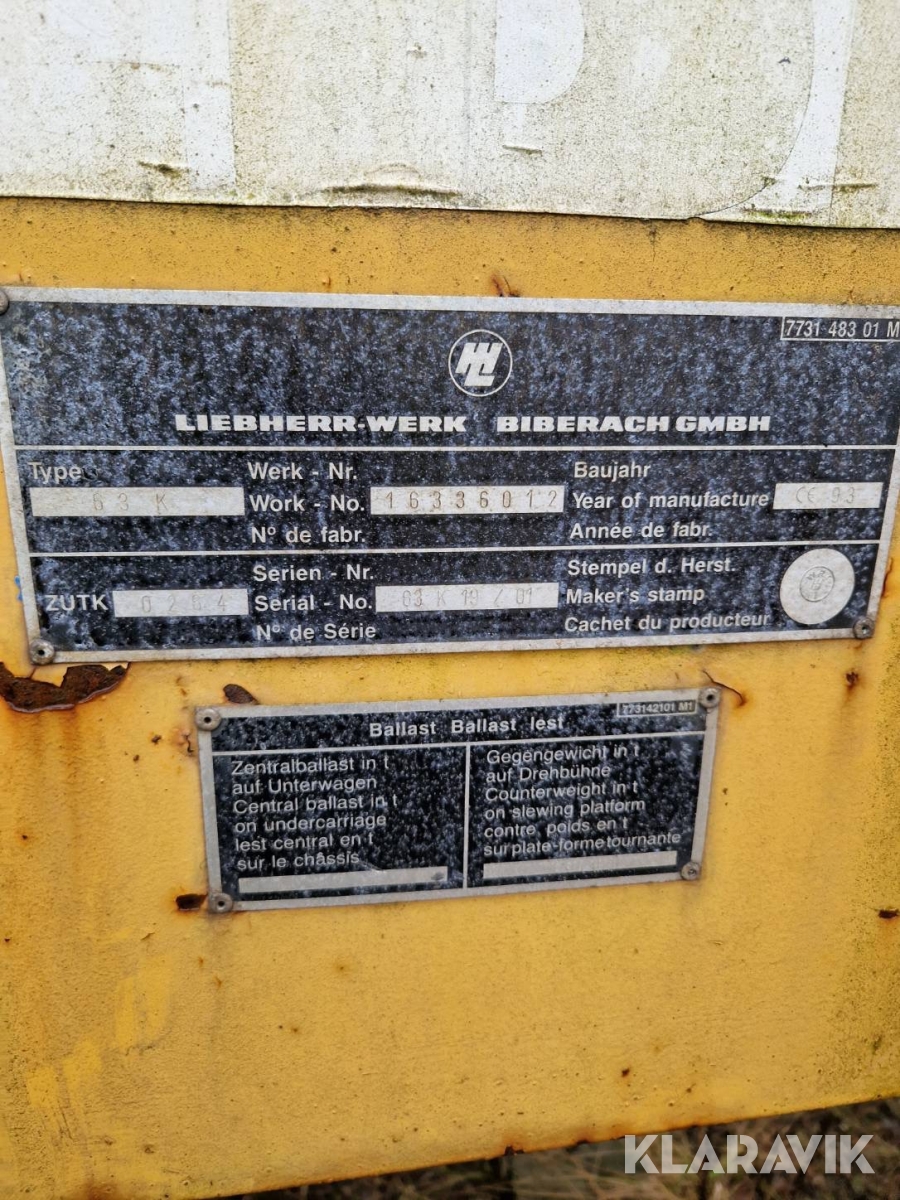 7731 483 01 M
LIEBHERR-WERK BIBERACH GMBH
Type 63 K
Werk - Nr.
Work - No. 16336012
Nº de fabr.
Baujahr
Year of manufacture CE 93
Année de fabr.
ZUTK
Serien - Nr.
Serial - No. 63 K 19 / 01
Nº de Série
Stempel d. Herst.
Maker's stamp
Cachet du producteur
773142101 M1
Ballast Ballast lest
Zentralballast in t
auf Unterwagen
Central ballast in t
on undercarriage
lest central en t
sur le châssis
Gegengewicht in t
auf Drehbühne
Counterweight in t
on slewing platform
contre poids en t
sur plate-forme tournante
KLARAVIK